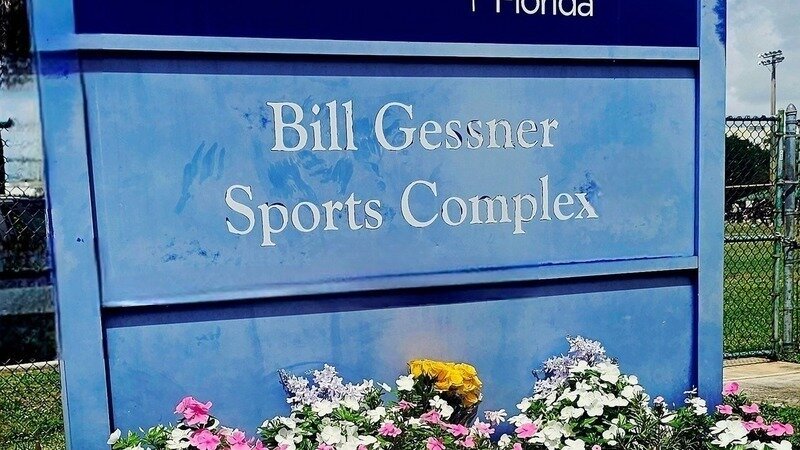 Florida
Bill Gessner
Sports Complex